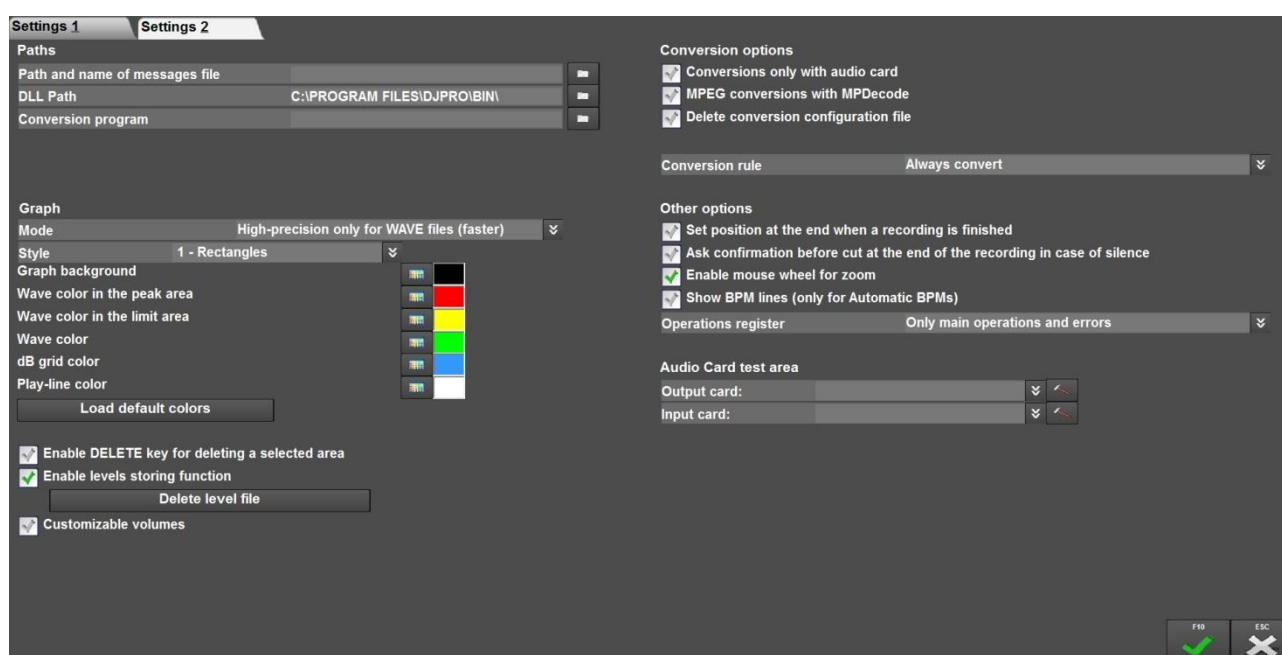 Settings 1
Settings 2
Paths
Path and name of messages file
DLL Path C:\PROGRAM FILES\DJPRO\BIN\
Conversion program
Graph
Mode High-precision only for WAVE files (faster)
Style 1 - Rectangles
Graph background
Wave color in the peak area
Wave color in the limit area
Wave color
dB grid color
Play-line color
Load default colors
Enable DELETE key for deleting a selected area
Enable levels storing function
Delete level file
Customizable volumes
Conversion options
Conversions only with audio card
MPEG conversions with MPDecode
Delete conversion configuration file
Conversion rule Always convert
Other options
Set position at the end when a recording is finished
Ask confirmation before cut at the end of the recording in case of silence
Enable mouse wheel for zoom
Show BPM lines (only for Automatic BPMs)
Operations register Only main operations and errors
Audio Card test area
Output card:
Input card:
F10
ESC